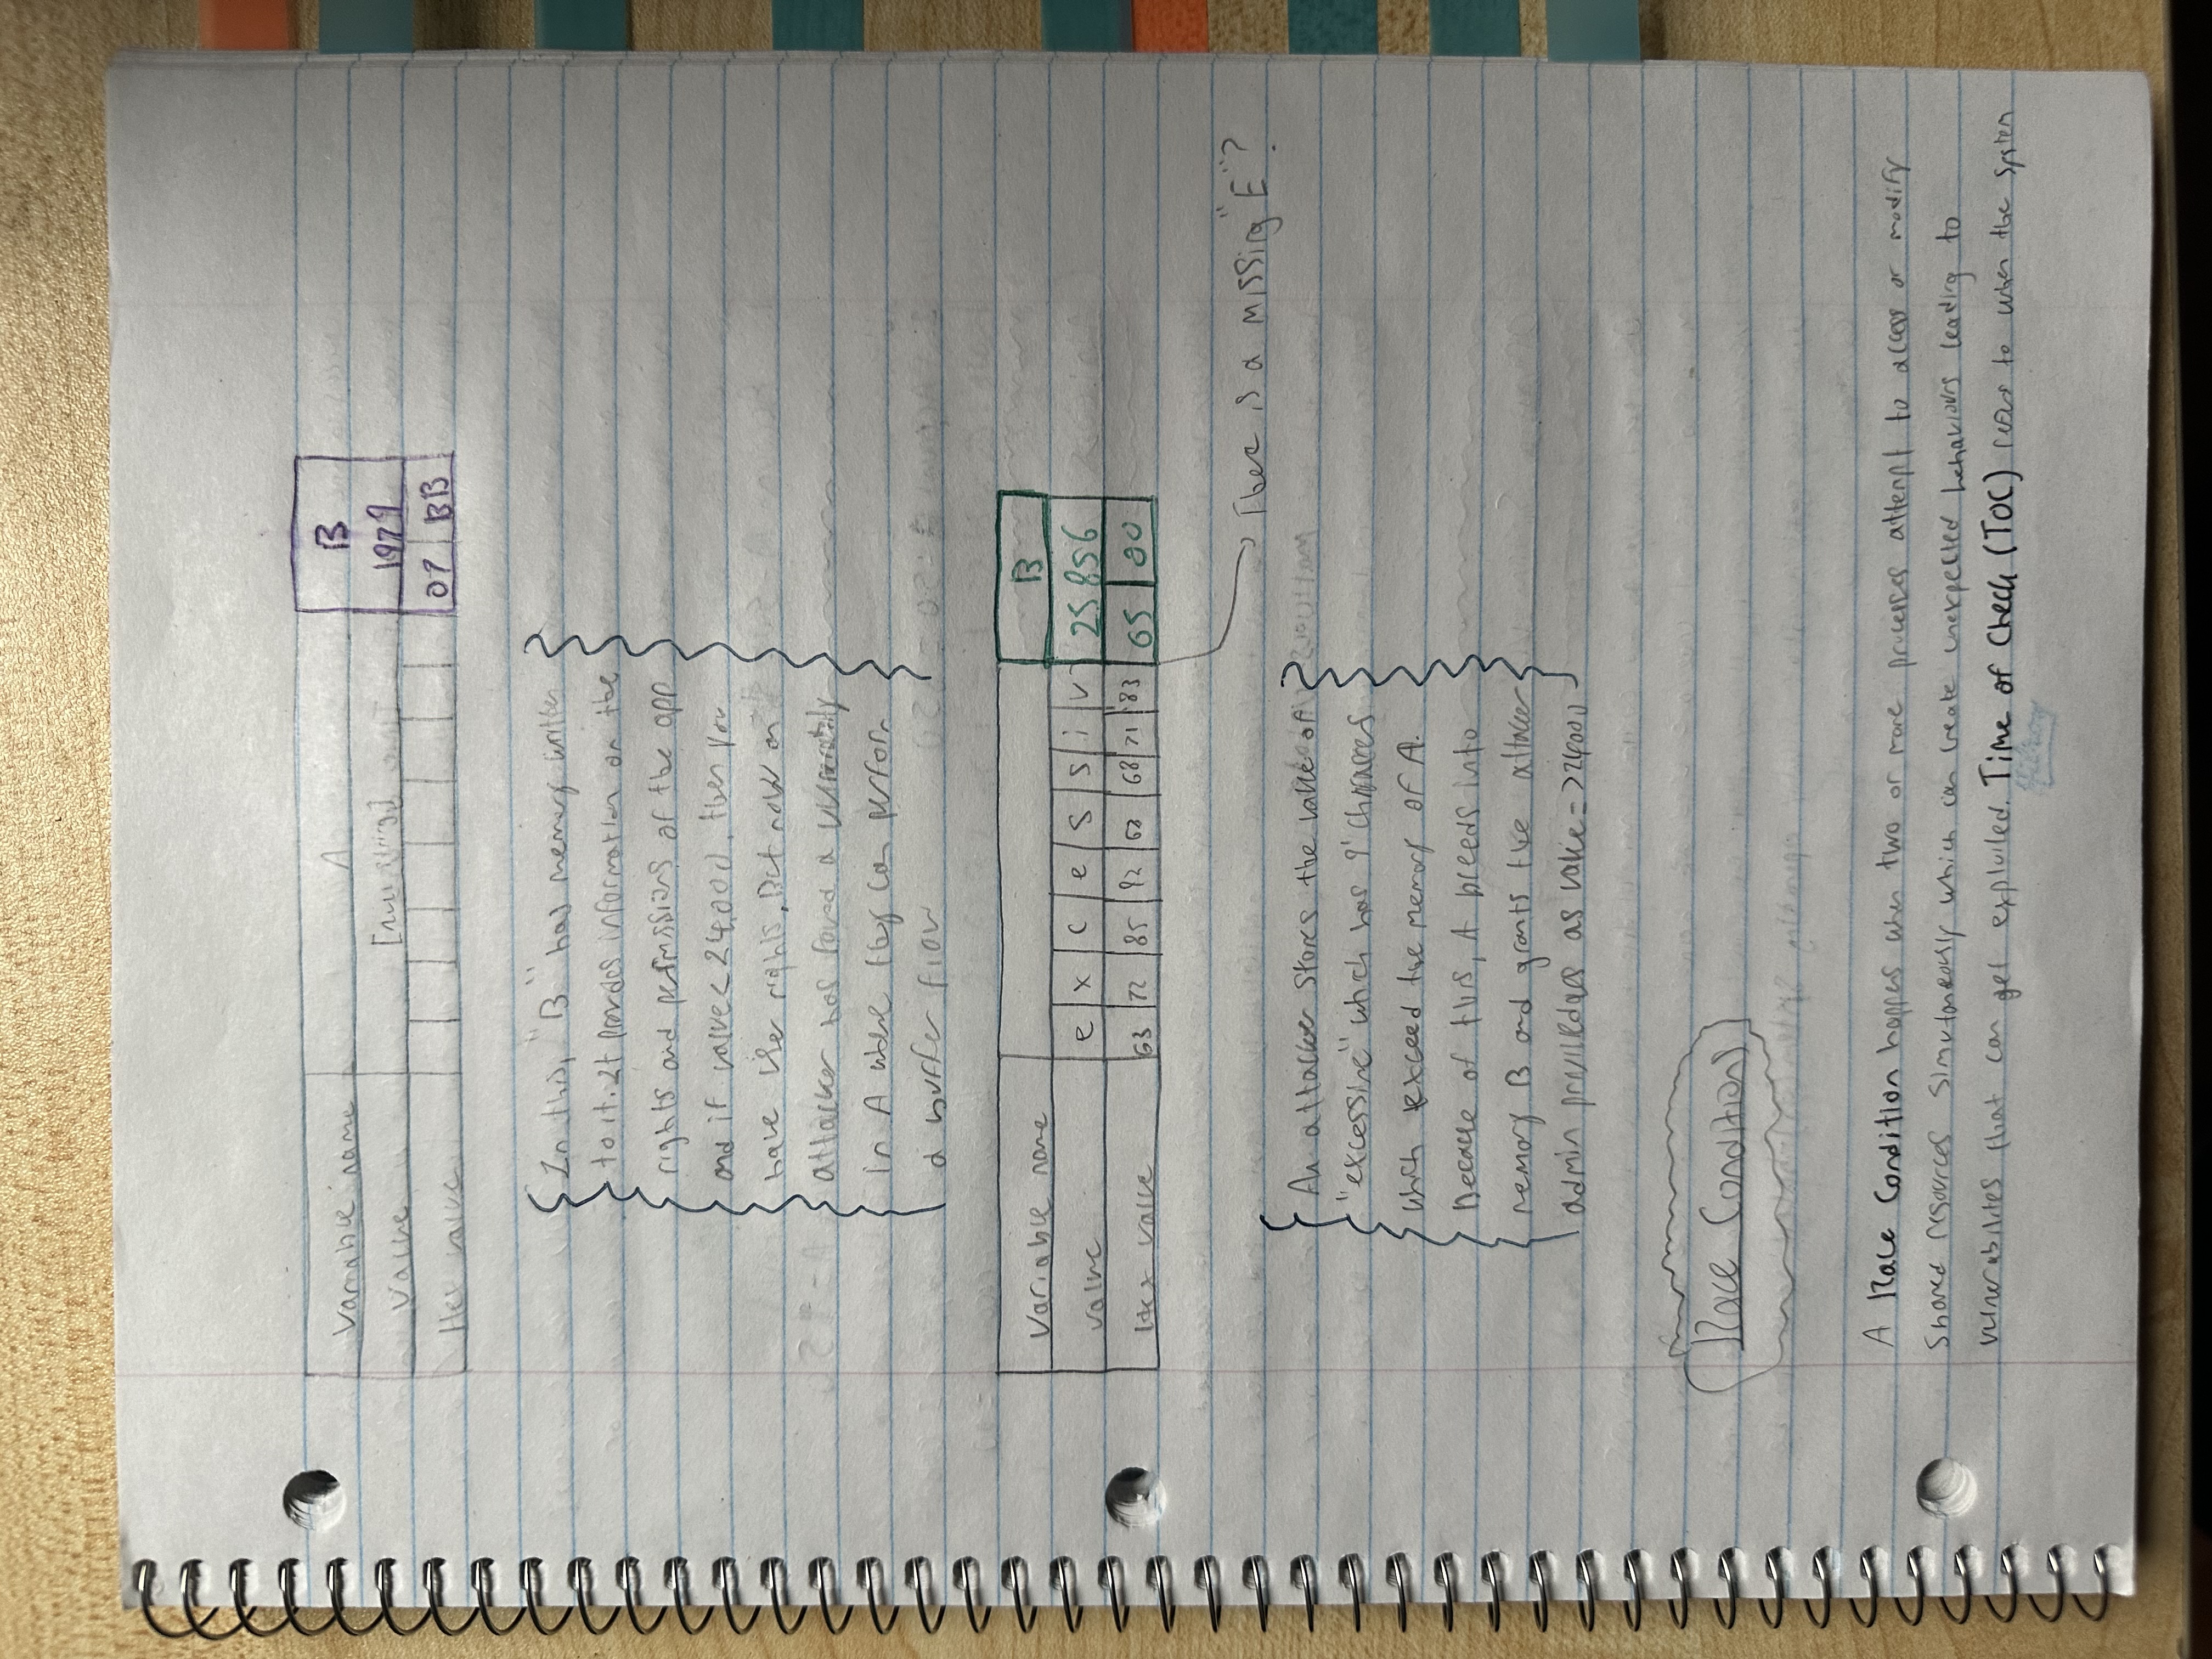 Variable name A B
Value [null string] 1979
Hex value 07 BB
In this, "B" has memory written
to it. It provides information on the
rights and permissions of the app
and if value < 24,000, then you
have user rights. But now an
attacker has found a
in A where they can perform
a buffer flow
Variable name B
value e x c e s s i v 25856
Hex value 63 72 85 92 68 68 71 83 65 00
There is a missing "E"?
An attacker stores the value of
"excessive" which has 9 characters
which exceed the memory of A.
Because of this, A bleeds into
memory B and grants the attacker
admin priviledges as value = >24000
Race Conditions
A Race Condition happens when two or more processes attempt to access or modify
shared resources simutaneously which can create unexpected behaviours leading to
vulnerabilites that can get exploited. Time of Check (TOC) refers to when the system